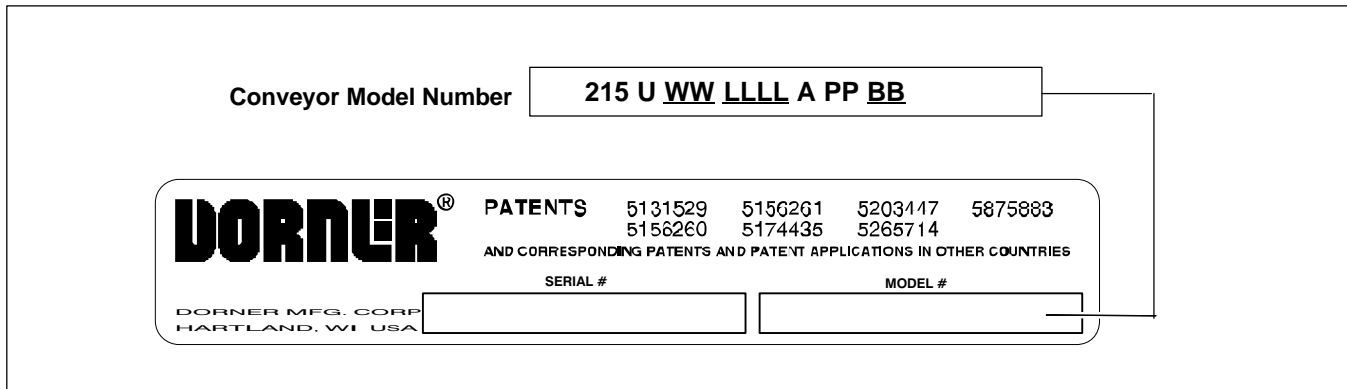 Conveyor Model Number 215 U WW LLLL A PP BB
DORNER® PATENTS 5131529 5156261 5203447 5875883
5156260 5174435 5265714
AND CORRESPONDING PATENTS AND PATENT APPLICATIONS IN OTHER COUNTRIES
SERIAL # MODEL #
DORNER MFG. CORP
HARTLAND, WI USA